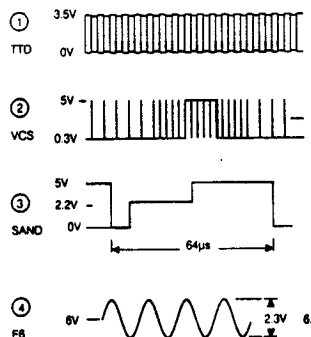 ① 3.5V
TTD 0V
② 5V
VCS 0.3V
③ 5V
2.2V
SAND 0V
64µs
④ 6V 2.3V 6.
F6